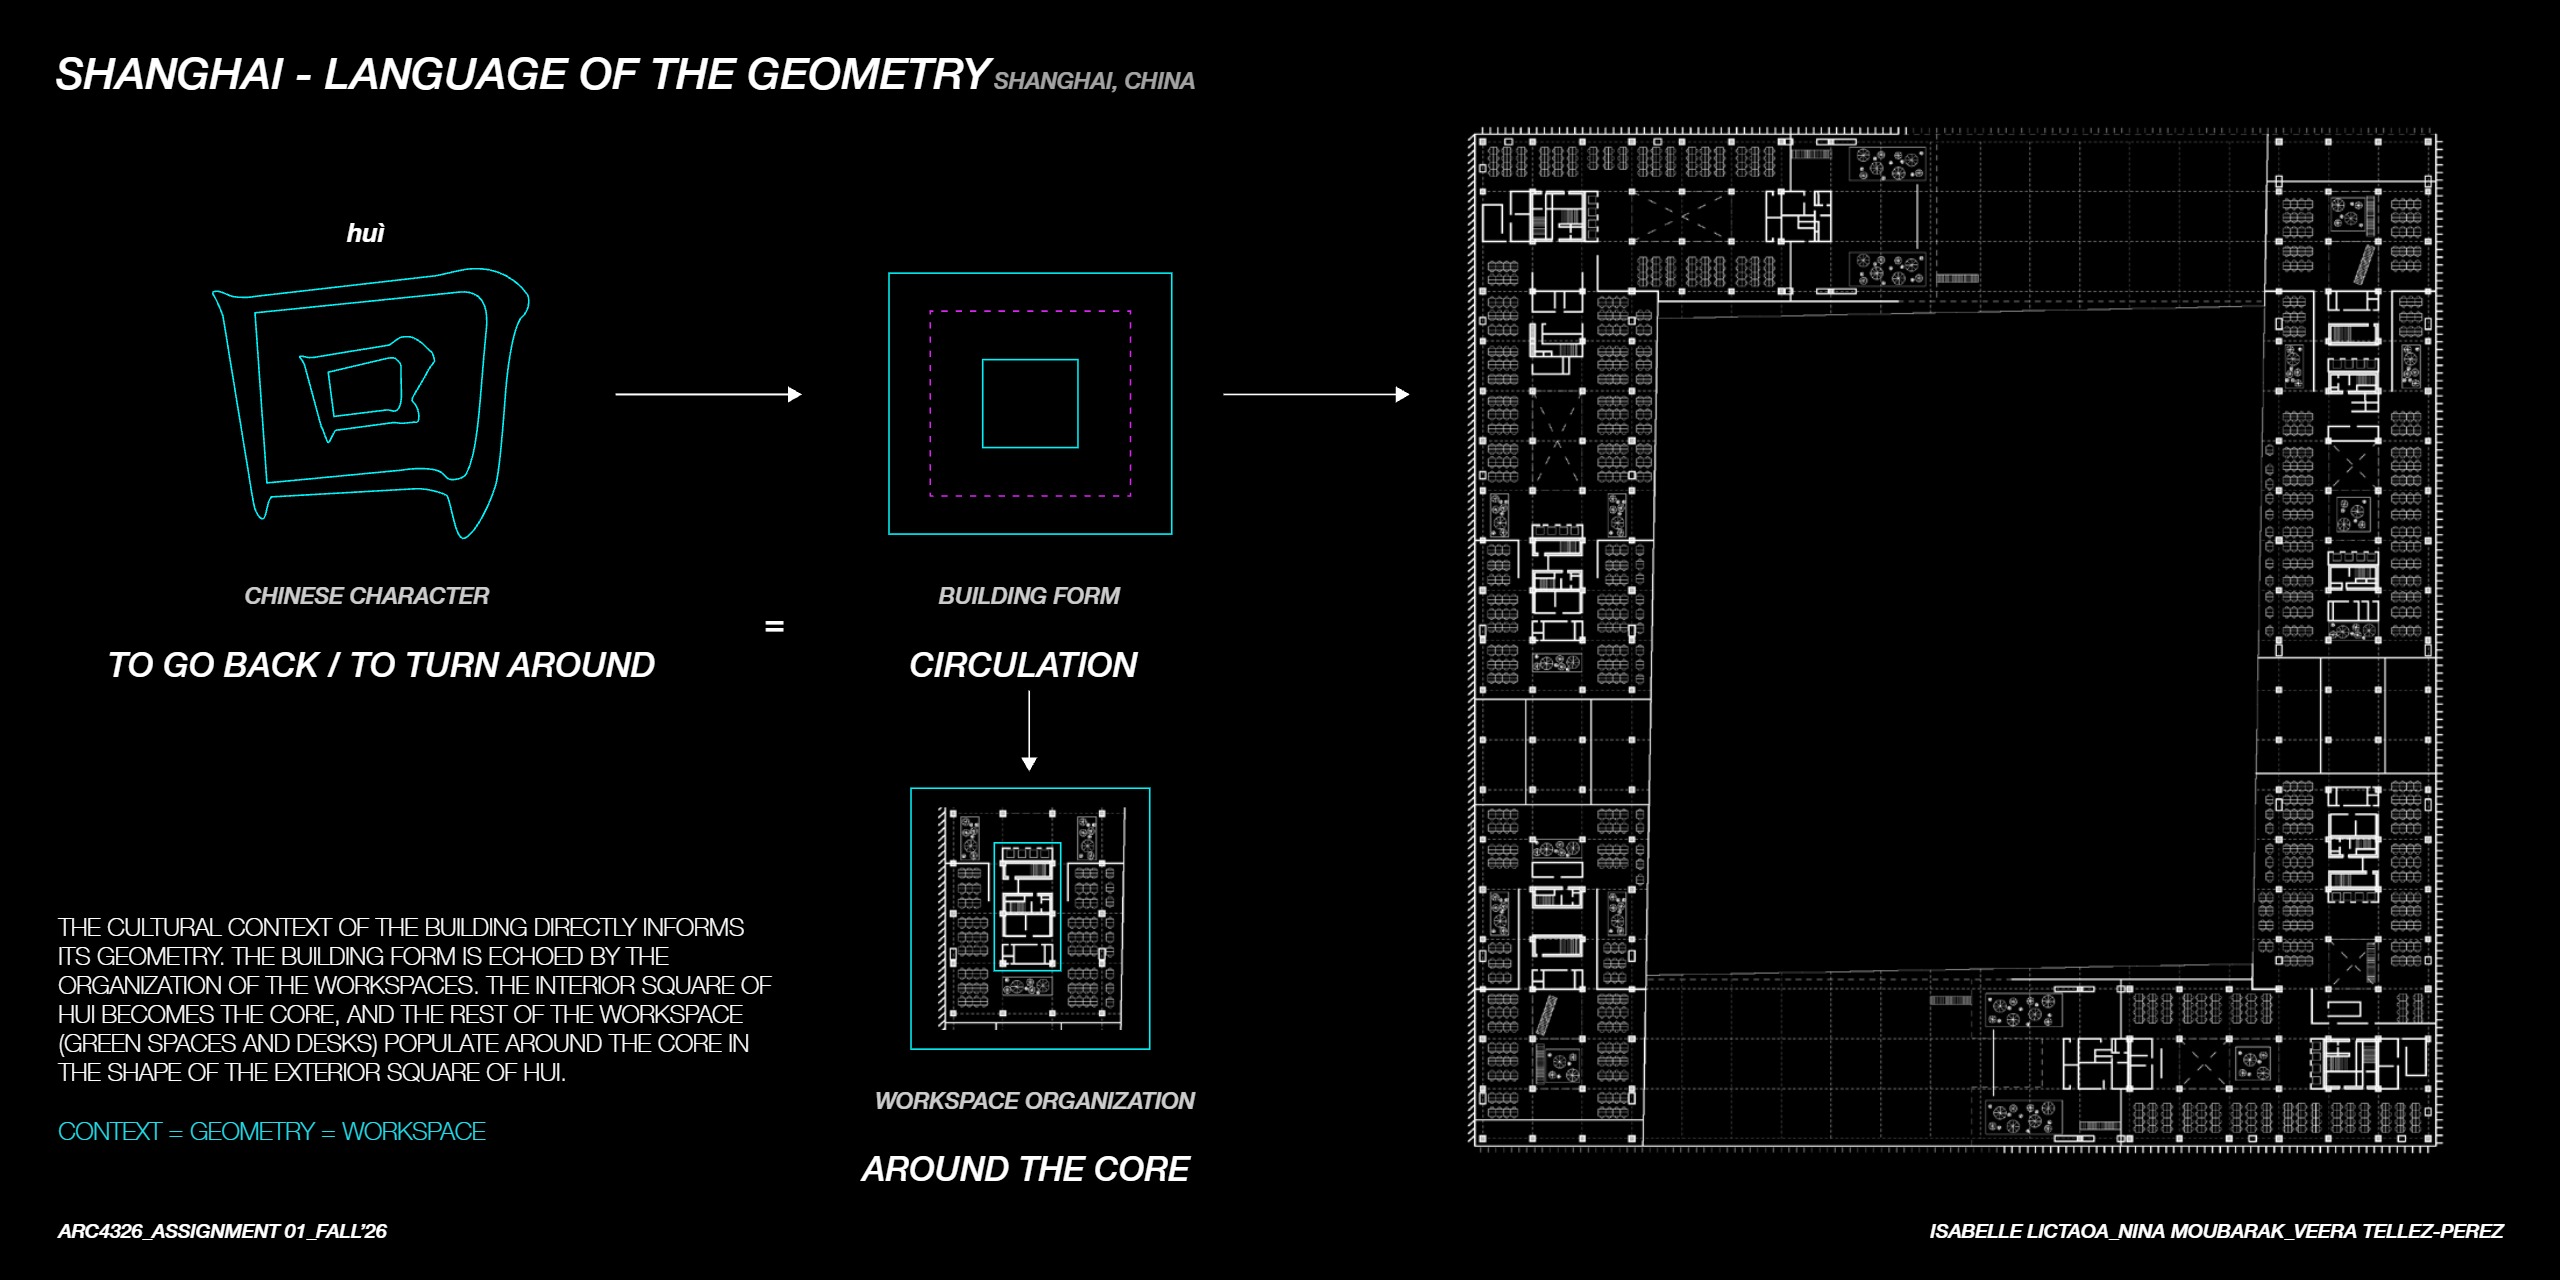 SHANGHAI - LANGUAGE OF THE GEOMETRY SHANGHAI, CHINA
huì
回
CHINESE CHARACTER
TO GO BACK / TO TURN AROUND
=
BUILDING FORM
CIRCULATION
WORKSPACE ORGANIZATION
AROUND THE CORE
THE CULTURAL CONTEXT OF THE BUILDING DIRECTLY INFORMS
ITS GEOMETRY. THE BUILDING FORM IS ECHOED BY THE
ORGANIZATION OF THE WORKSPACES. THE INTERIOR SQUARE OF
HUI BECOMES THE CORE, AND THE REST OF THE WORKSPACE
(GREEN SPACES AND DESKS) POPULATE AROUND THE CORE IN
THE SHAPE OF THE EXTERIOR SQUARE OF HUI.
CONTEXT = GEOMETRY = WORKSPACE
ARC4326_ASSIGNMENT 01_FALL'26
ISABELLE LICTAOA_NINA MOUBARAK_VEERA TELLEZ-PEREZ